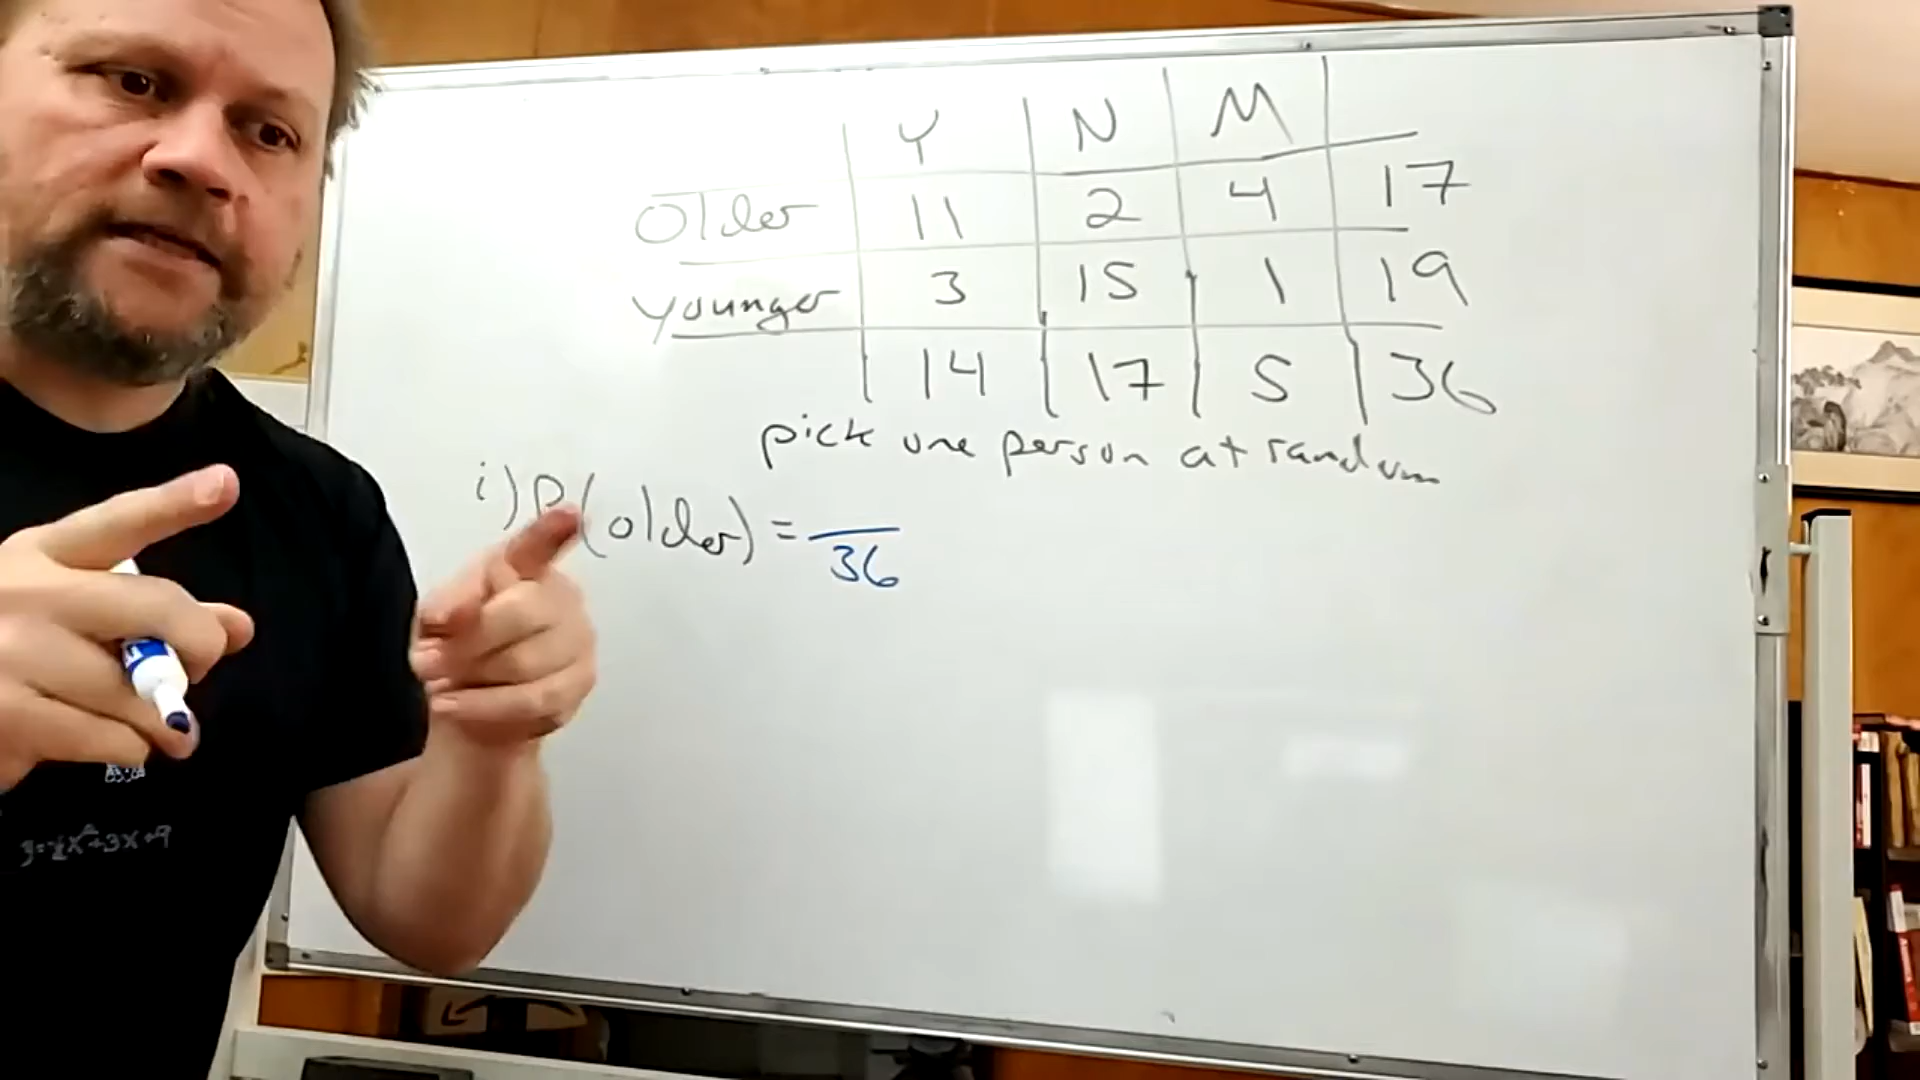 Y N M
Older 11 2 4 17
younger 3 15 1 19
14 17 5 36
pick one person at random
i) P(older) = __/36